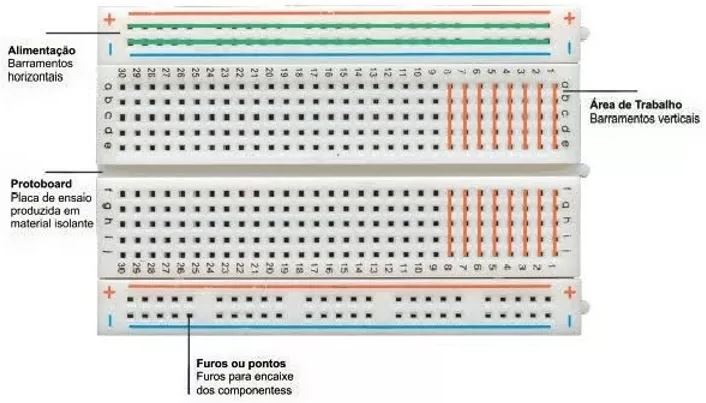 + +
Alimentação
Barramentos
horizontais
30 29 28 27 26 25 24 23 22 21 20 19 18 17 16 15 14 13 12 11 10 9 8 7 6 5 4 3 2 1
a a
b b
c c
d d
e e
Área de Trabalho
Barramentos verticais
Protoboard
Placa de ensaio
produzida em
material isolante
f f
g g
h h
i i
j j
30 29 28 27 26 25 24 23 22 21 20 19 18 17 16 15 14 13 12 11 10 9 8 7 6 5 4 3 2 1
+ +
Furos ou pontos
Furos para encaixe
dos componentess